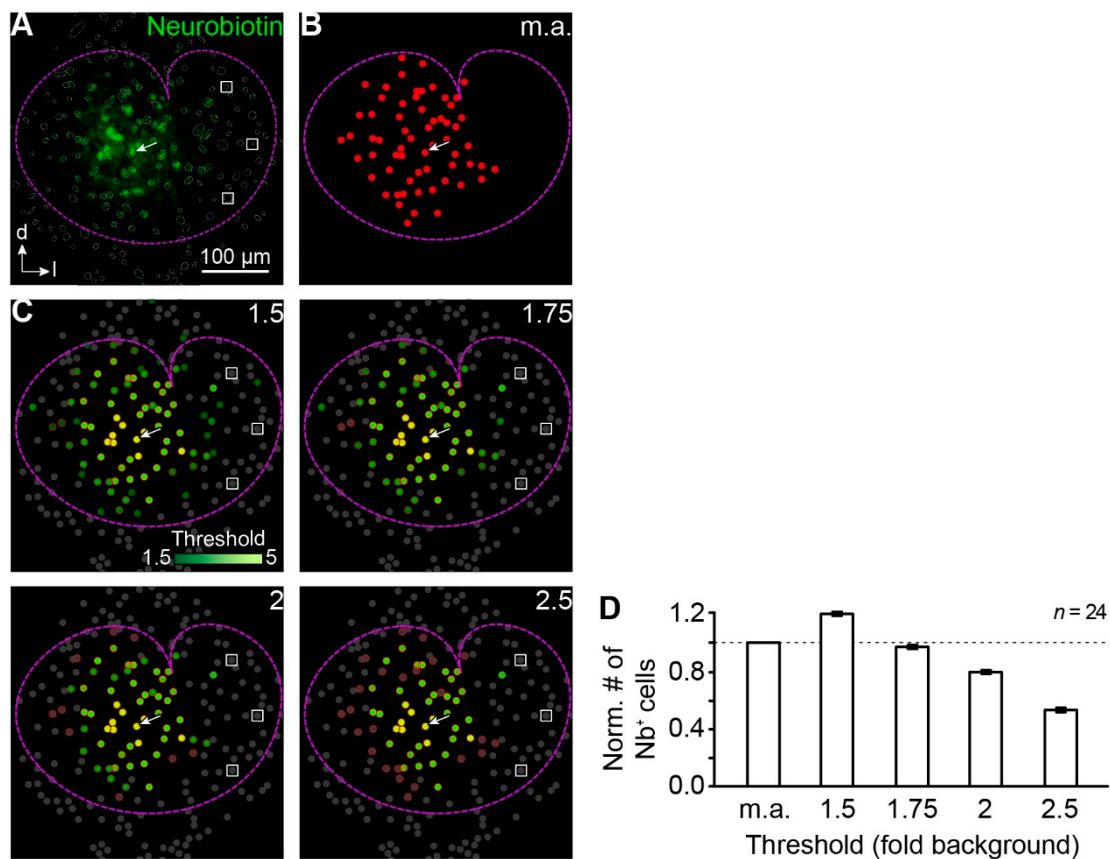 A
Neurobiotin
d
l
100 µm
B
m.a.
C
1.5
Threshold
1.5
5
1.75
2
2.5
D
n = 24
Norm. # of
Nb⁺ cells
1.2
0.8
0.4
0.0
m.a.
1.5
1.75
2
2.5
Threshold (fold background)